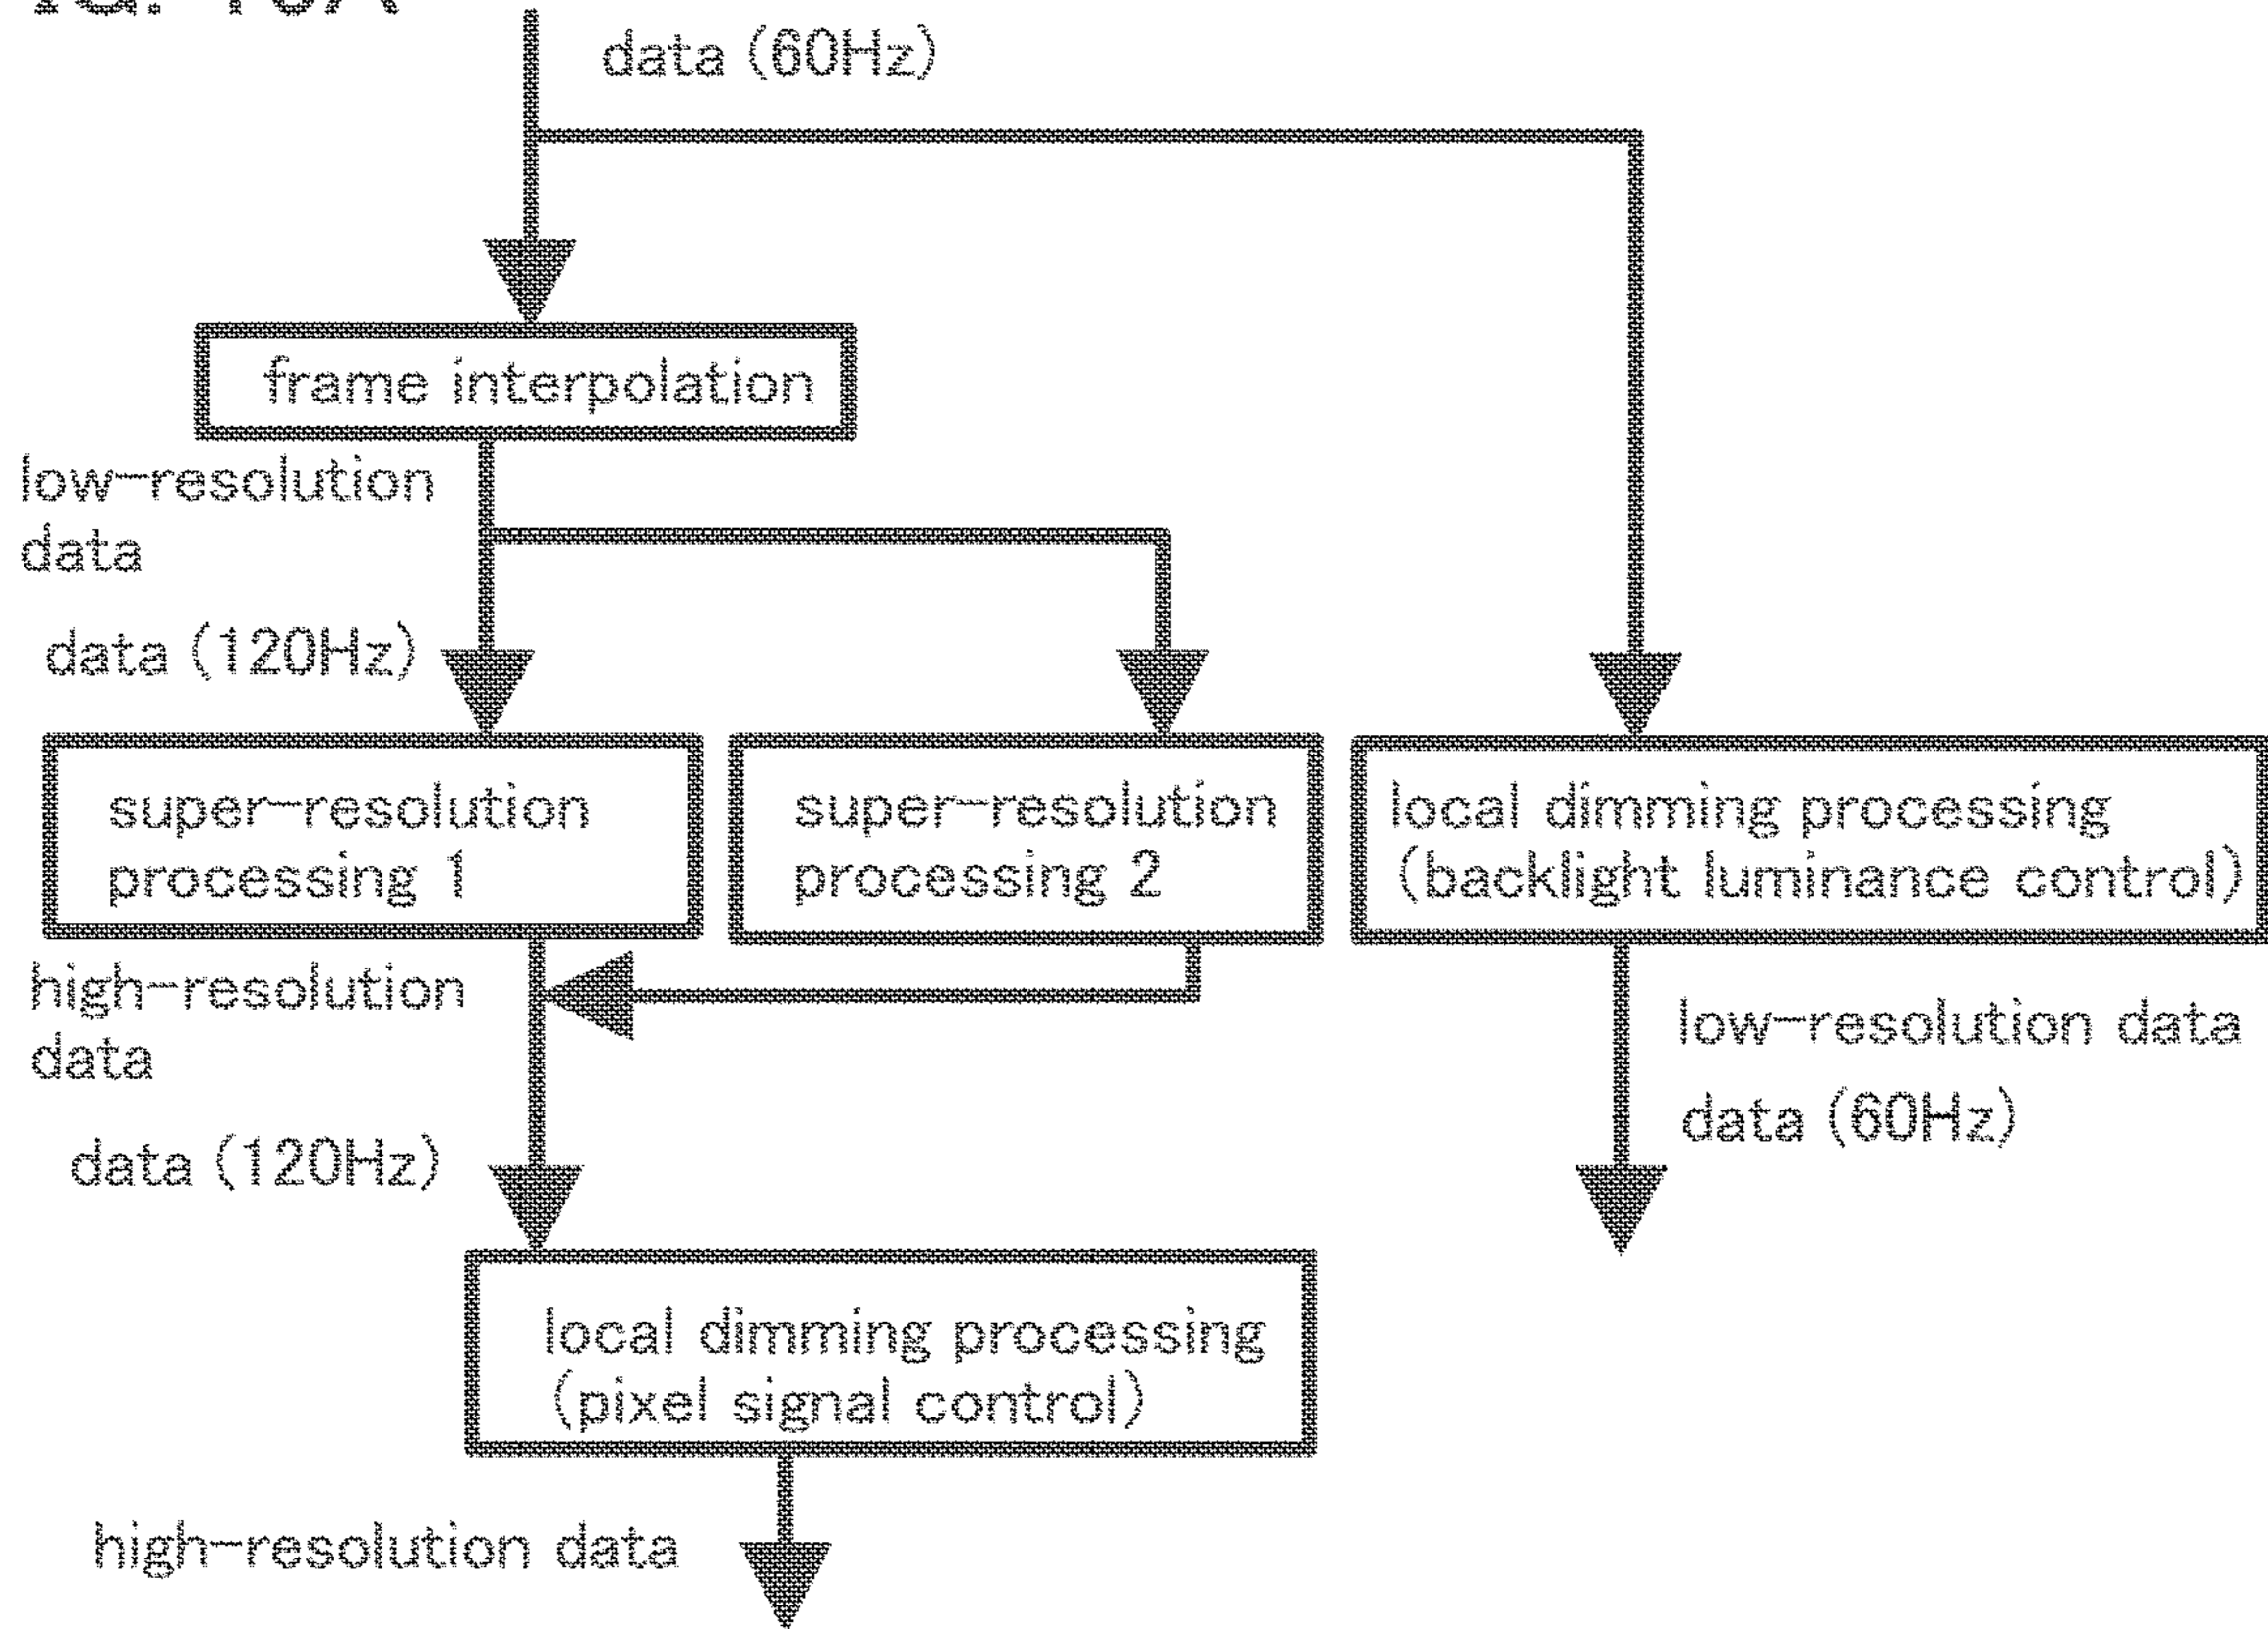 data (60Hz)
frame interpolation
low-resolution
data
data (120Hz)
super-resolution
processing 1
super-resolution
processing 2
local dimming processing
(backlight luminance control)
high-resolution
data
data (120Hz)
low-resolution data
data (60Hz)
local dimming processing
(pixel signal control)
high-resolution data